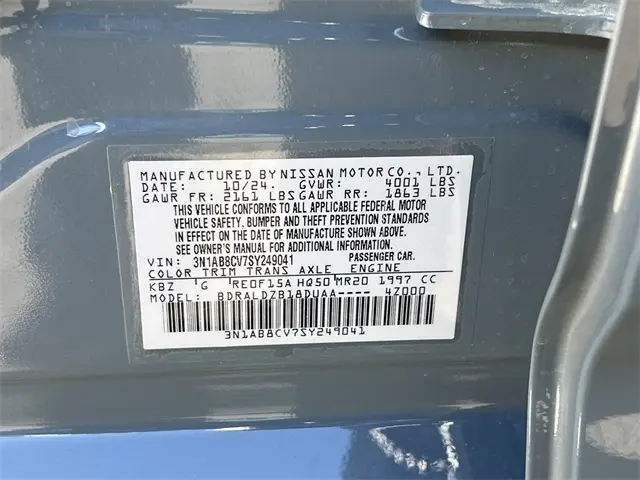 MANUFACTURED BY NISSAN MOTOR CO., LTD.
DATE: 10/24. GVWR: 4001 LBS
GAWR FR: 2161 LBS GAWR RR: 1863 LBS
THIS VEHICLE CONFORMS TO ALL APPLICABLE FEDERAL MOTOR
VEHICLE SAFETY, BUMPER AND THEFT PREVENTION STANDARDS
IN EFFECT ON THE DATE OF MANUFACTURE SHOWN ABOVE.
SEE OWNER'S MANUAL FOR ADDITIONAL INFORMATION.
VIN: 3N1AB8CV7SY249041 PASSENGER CAR.
COLOR TRIM TRANS AXLE ENGINE
KBZ G RE0F15A HQ50 MR20 1997 CC
MODEL: BDRALDZB18DUAA---- 4Z000
3N1AB8CV7SY249041